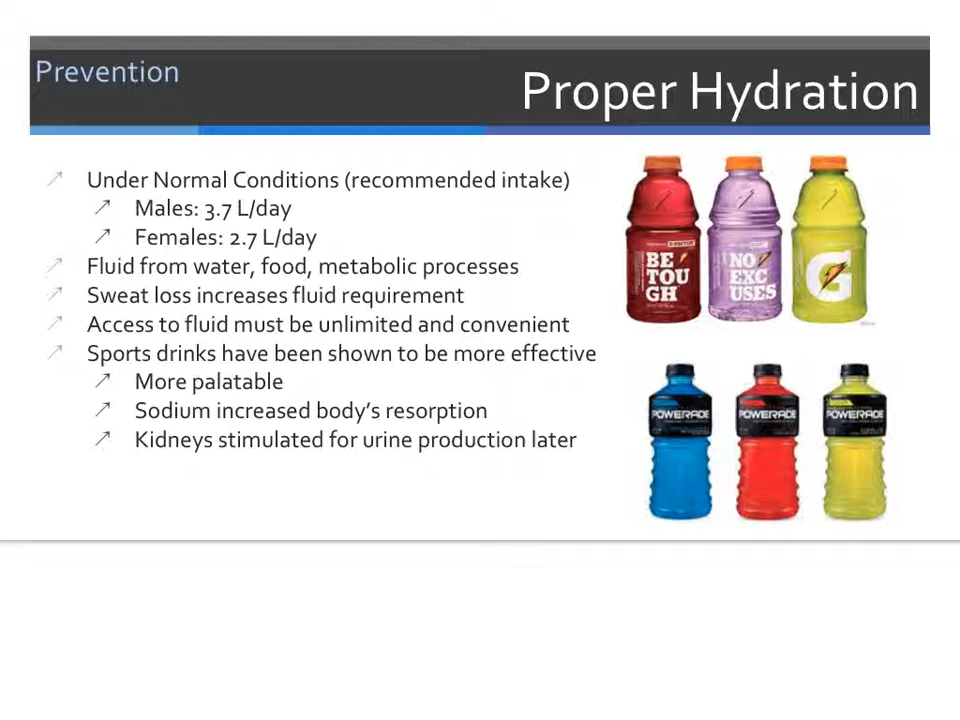 Prevention
Proper Hydration
Under Normal Conditions (recommended intake)
Males: 3.7 L/day
Females: 2.7 L/day
Fluid from water, food, metabolic processes
Sweat loss increases fluid requirement
Access to fluid must be unlimited and convenient
Sports drinks have been shown to be more effective
More palatable
Sodium increased body's resorption
Kidneys stimulated for urine production later
BE
TOU
GH
NO
EXC
USES
G
POWERADE
POWERADE
POWERADE